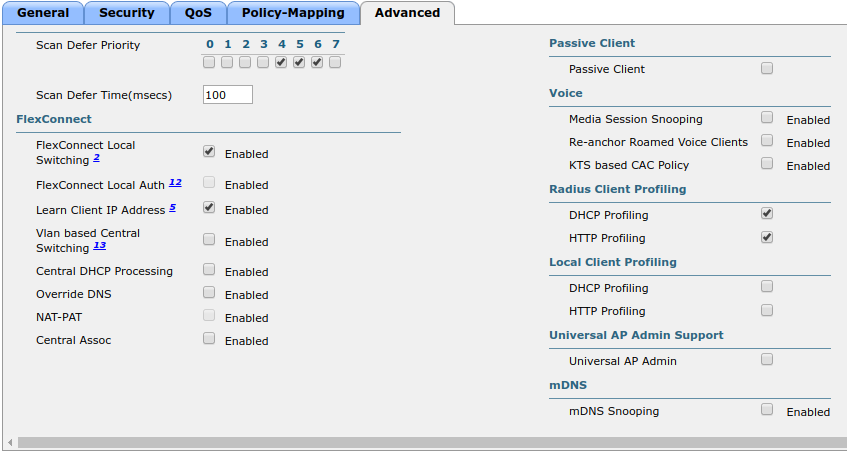 General Security QoS Policy-Mapping Advanced
Scan Defer Priority 0 1 2 3 4 5 6 7
Scan Defer Time(msecs) 100
FlexConnect
FlexConnect Local
Switching 2 Enabled
FlexConnect Local Auth 12 Enabled
Learn Client IP Address 5 Enabled
Vlan based Central
Switching 13 Enabled
Central DHCP Processing Enabled
Override DNS Enabled
NAT-PAT Enabled
Central Assoc Enabled
Passive Client
Passive Client
Voice
Media Session Snooping Enabled
Re-anchor Roamed Voice Clients Enabled
KTS based CAC Policy Enabled
Radius Client Profiling
DHCP Profiling
HTTP Profiling
Local Client Profiling
DHCP Profiling
HTTP Profiling
Universal AP Admin Support
Universal AP Admin
mDNS
mDNS Snooping Enabled